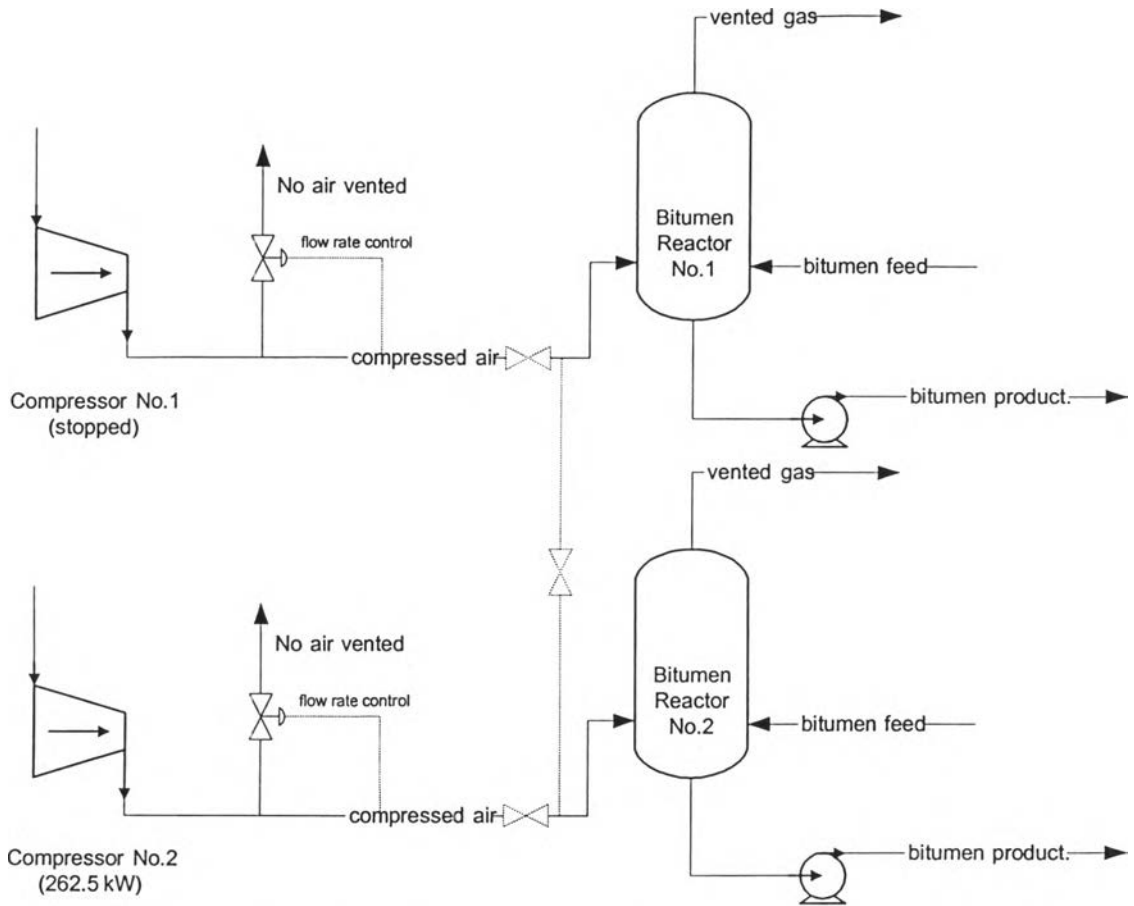 vented gas
No air vented
flow rate control
Bitumen
Reactor
No.1
bitumen feed
compressed air
Compressor No.1
(stopped)
bitumen product.
vented gas
No air vented
flow rate control
Bitumen
Reactor
No.2
bitumen feed
compressed air
Compressor No.2
(262.5 kW)
bitumen product.